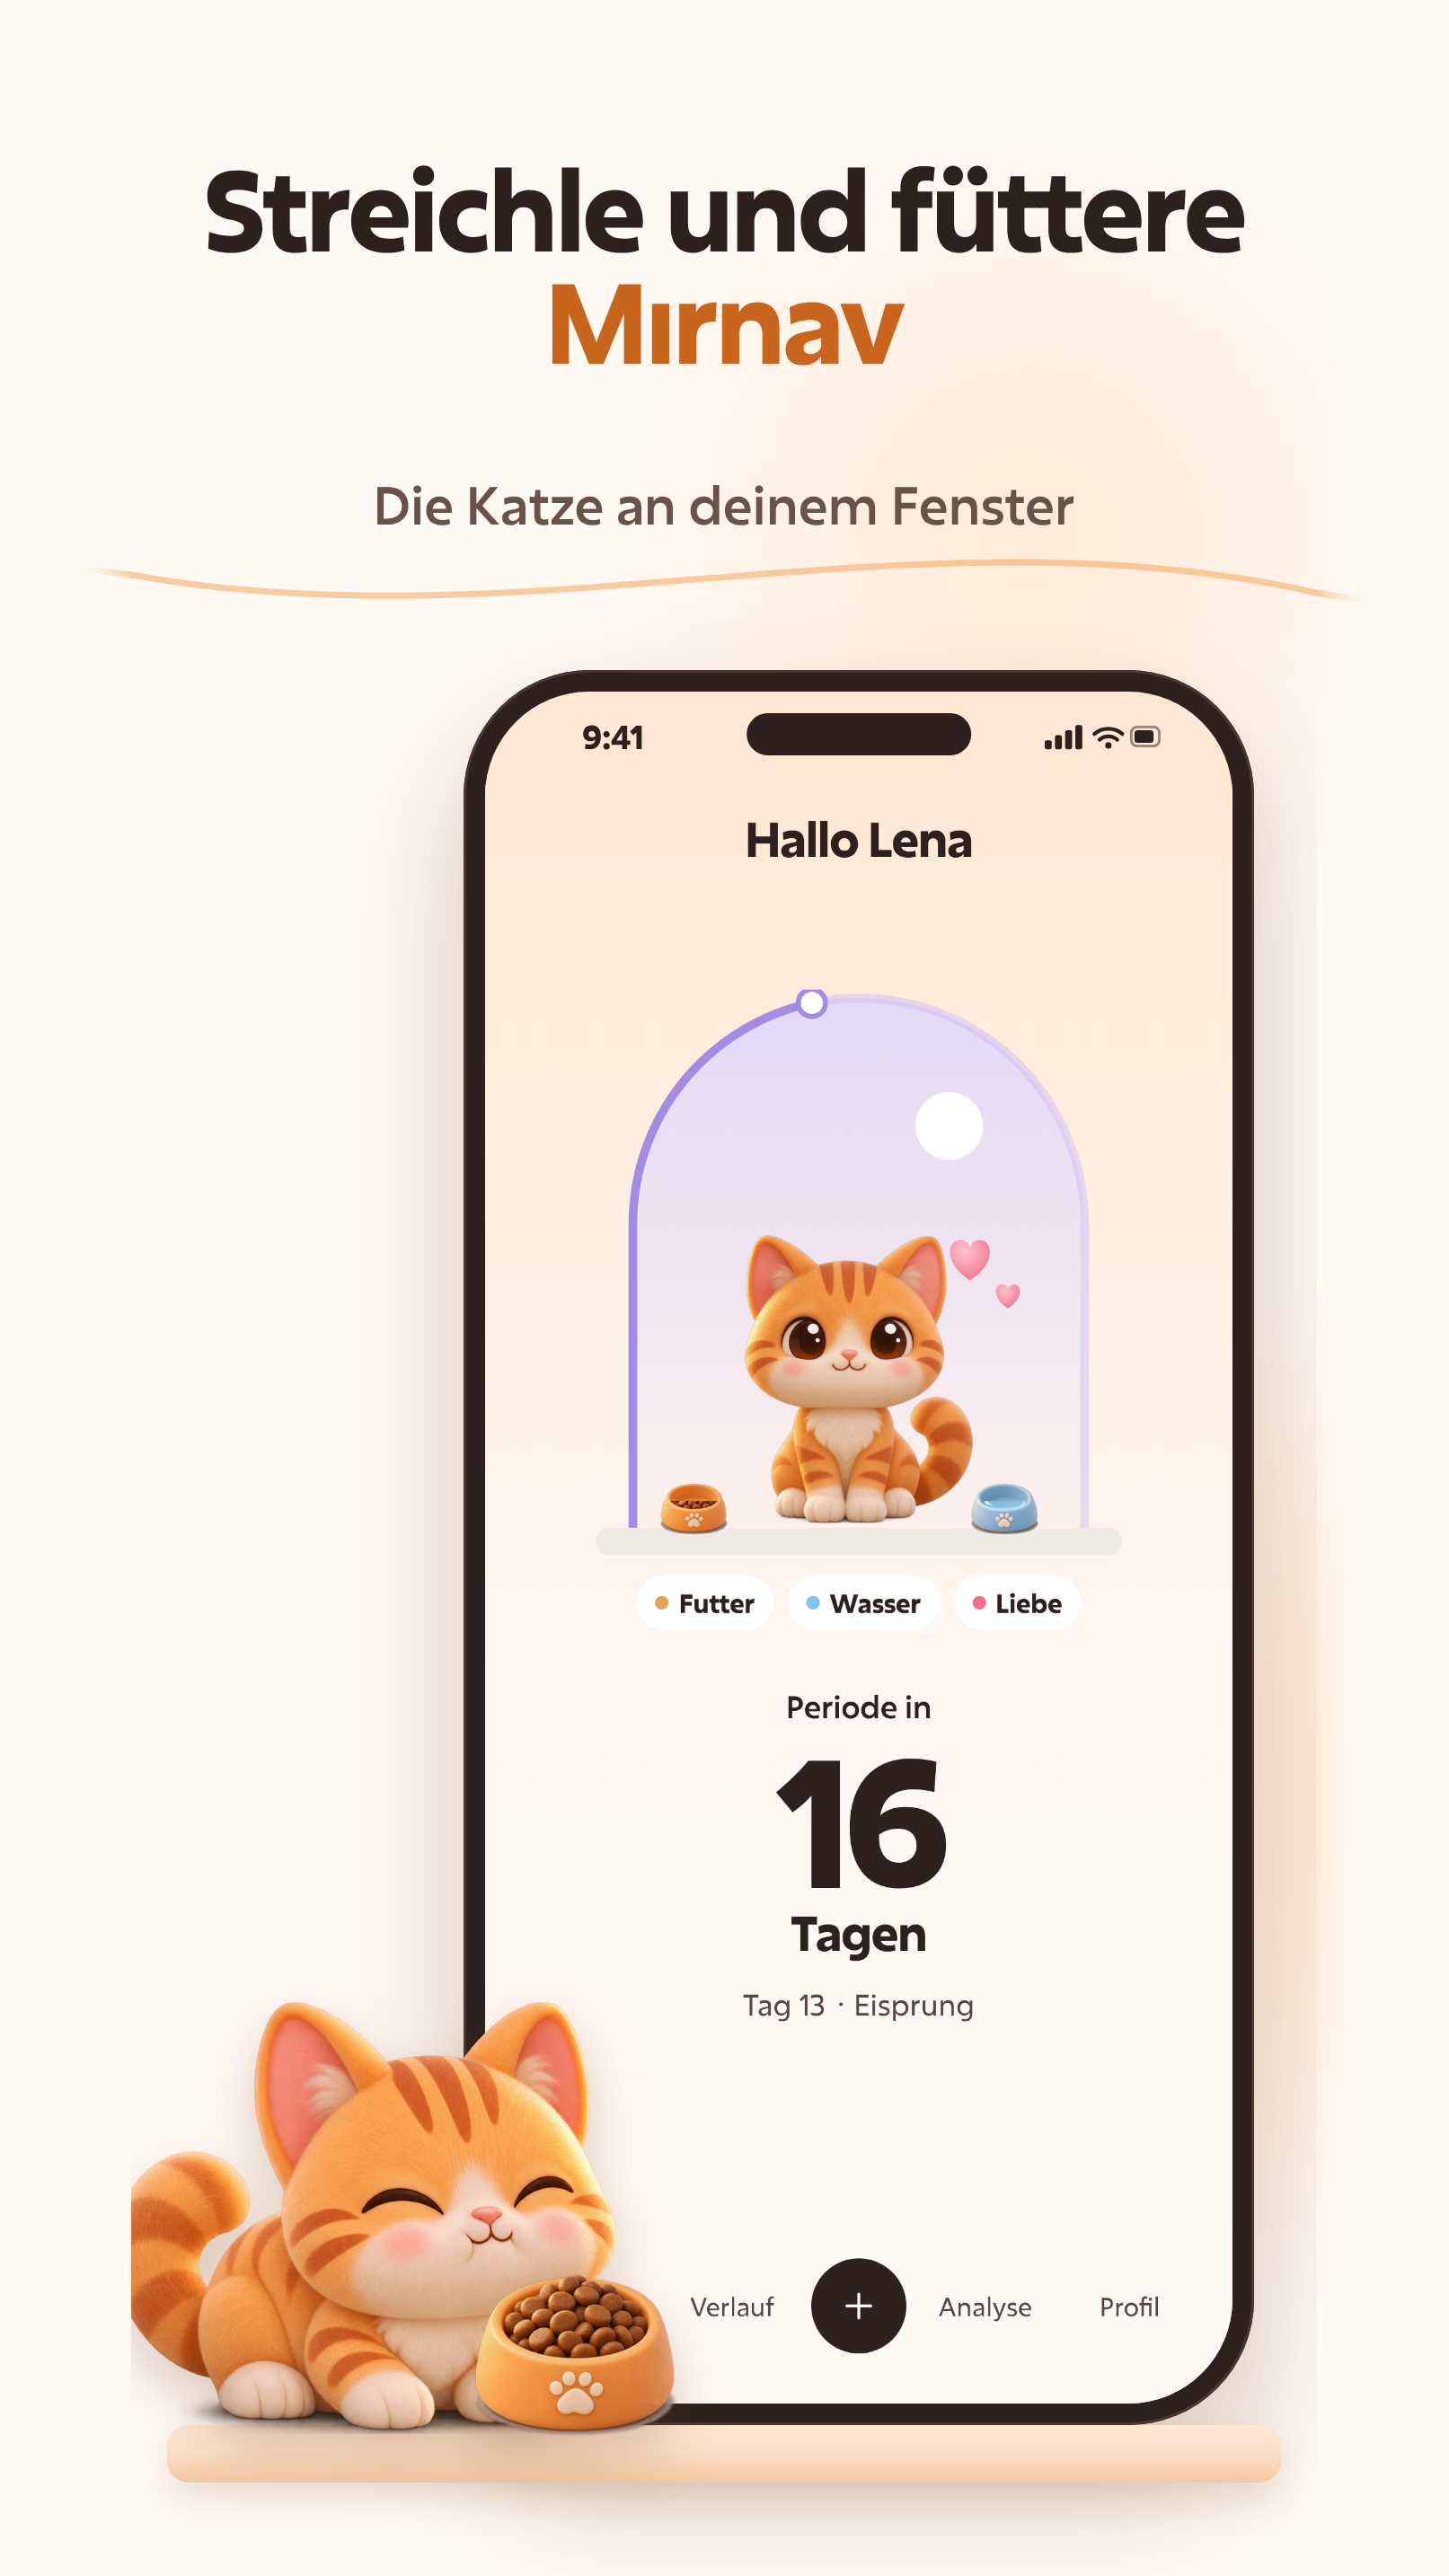 Streichle und füttere
Mırnav
Die Katze an deinem Fenster
9:41
Hallo Lena
Futter
Wasser
Liebe
Periode in
16
Tagen
Tag 13 · Eisprung
Verlauf
Analyse
Profil